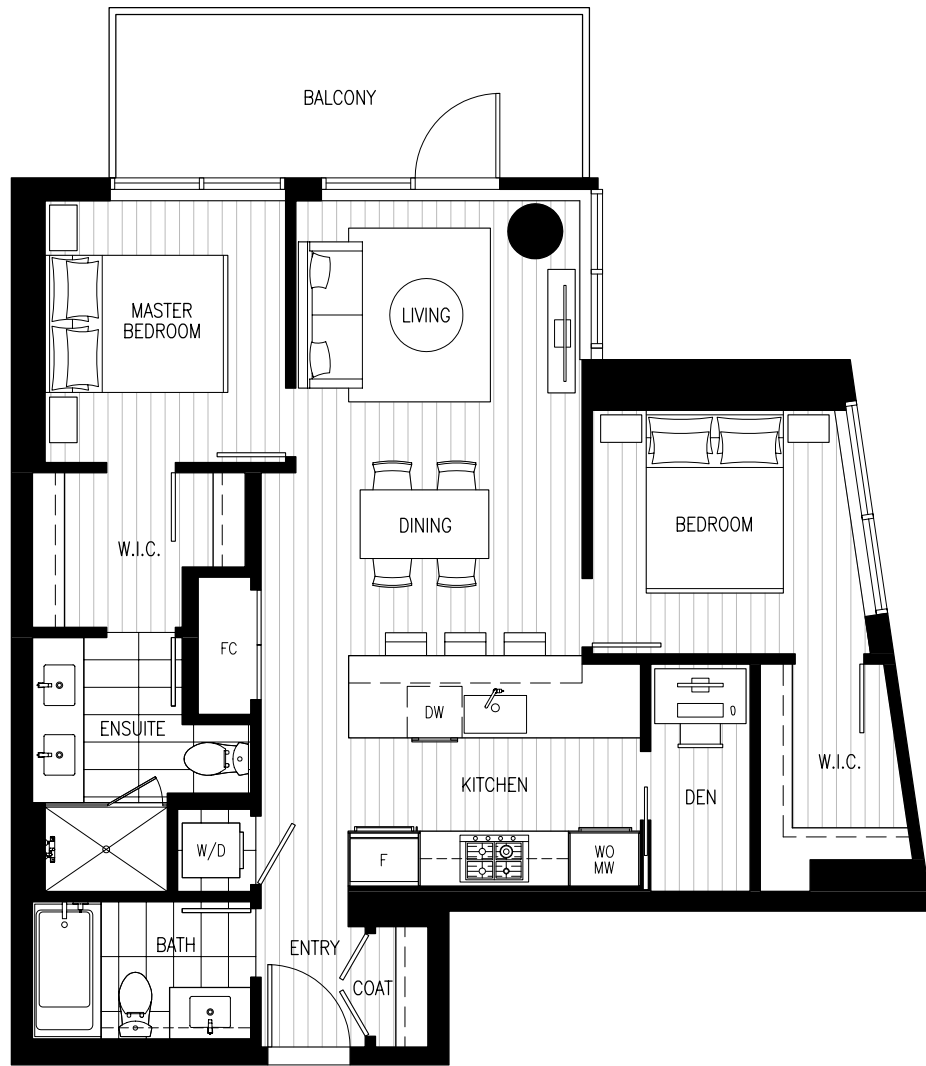 BALCONY
MASTER
BEDROOM
LIVING
DINING
BEDROOM
W.I.C.
FC
DW
ENSUITE
KITCHEN
W.I.C.
DEN
W/D
F
WO
MW
BATH
ENTRY
COAT